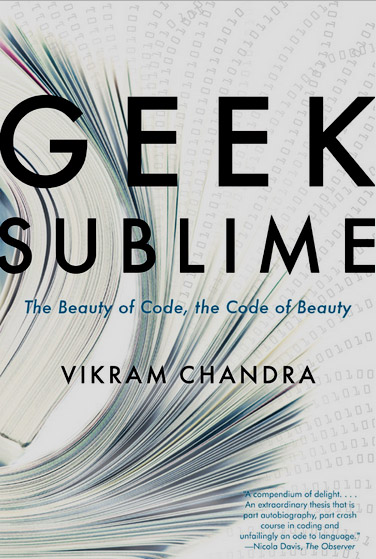 GEEK
SUBLIME
The Beauty of Code, the Code of Beauty
VIKRAM CHANDRA
"A compendium of delight. . . .
An extraordinary thesis that is
part autobiography, part crash
course in coding and
unfailingly an ode to language."
—Nicola Davis, The Observer